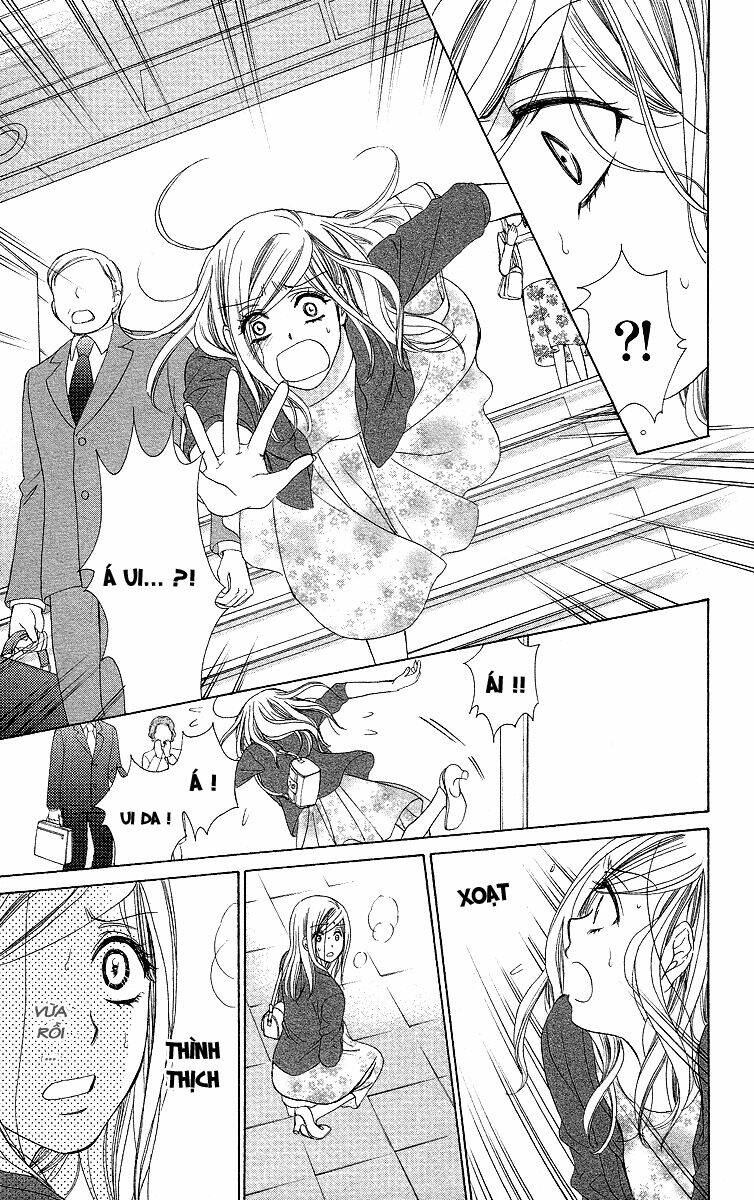 ?!
Á UI... ?!
ÁI !!
Á !
UI DA !
XOẠT
THÌNH
THỊCH
VỪA
RỒI
...